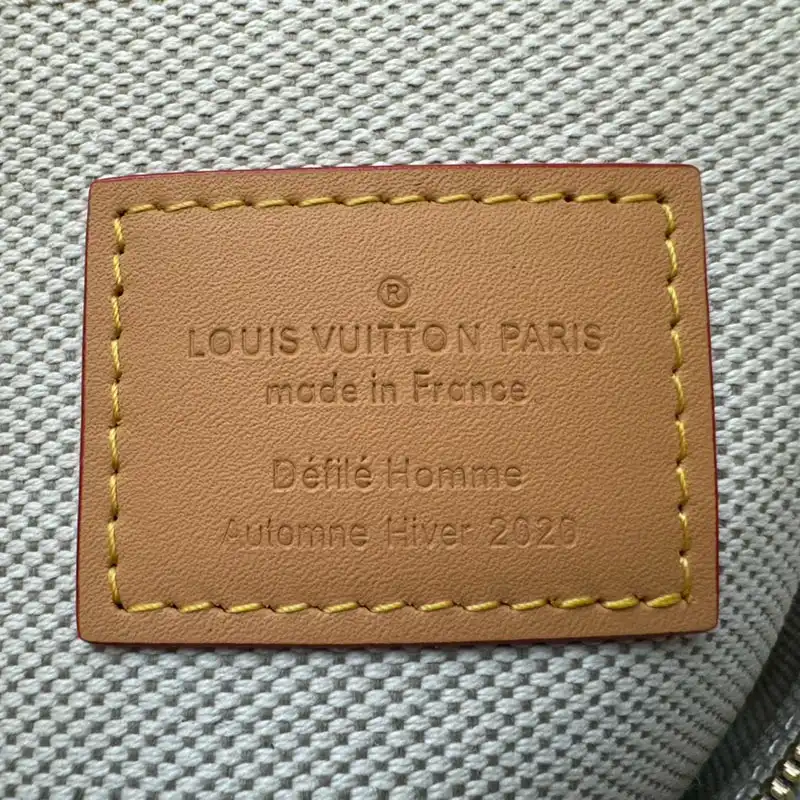 ®
LOUIS VUITTON PARIS
made in France
Défilé Homme
Automne Hiver 2020